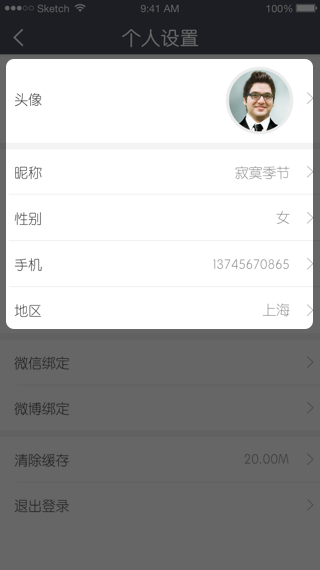 Sketch 9:41 AM 100%
个人设置
头像
昵称 寂寞季节
性别 女
手机 13745670865
地区 上海
微信绑定
微博绑定
清除缓存 20.00M
退出登录